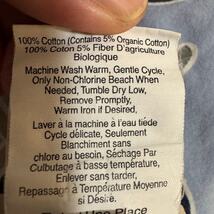 100% Cotton (Contains 5% Organic Cotton)
100% Coton 5% Fiber D'agriculture
Biologique
Machine Wash Warm, Gentle Cycle,
Only Non-Chlorine Beach When
Needed, Tumble Dry Low,
Remove Promptly,
Warm Iron if Desired,
Laver à la machine à l'eau tiède
Cycle délicate, Seulement
Blanchiment sans
chlore au besoin, Séchage Par
Culbutage à basse température,
Enlever sans tarder,
Repassage à Température Moyenne
si Désiré.
Place